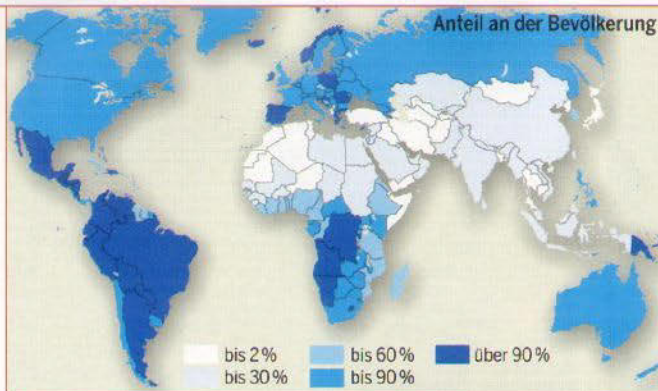 Anteil an der Bevölkerung
bis 2 % bis 60 % über 90 %
bis 30 % bis 90 %